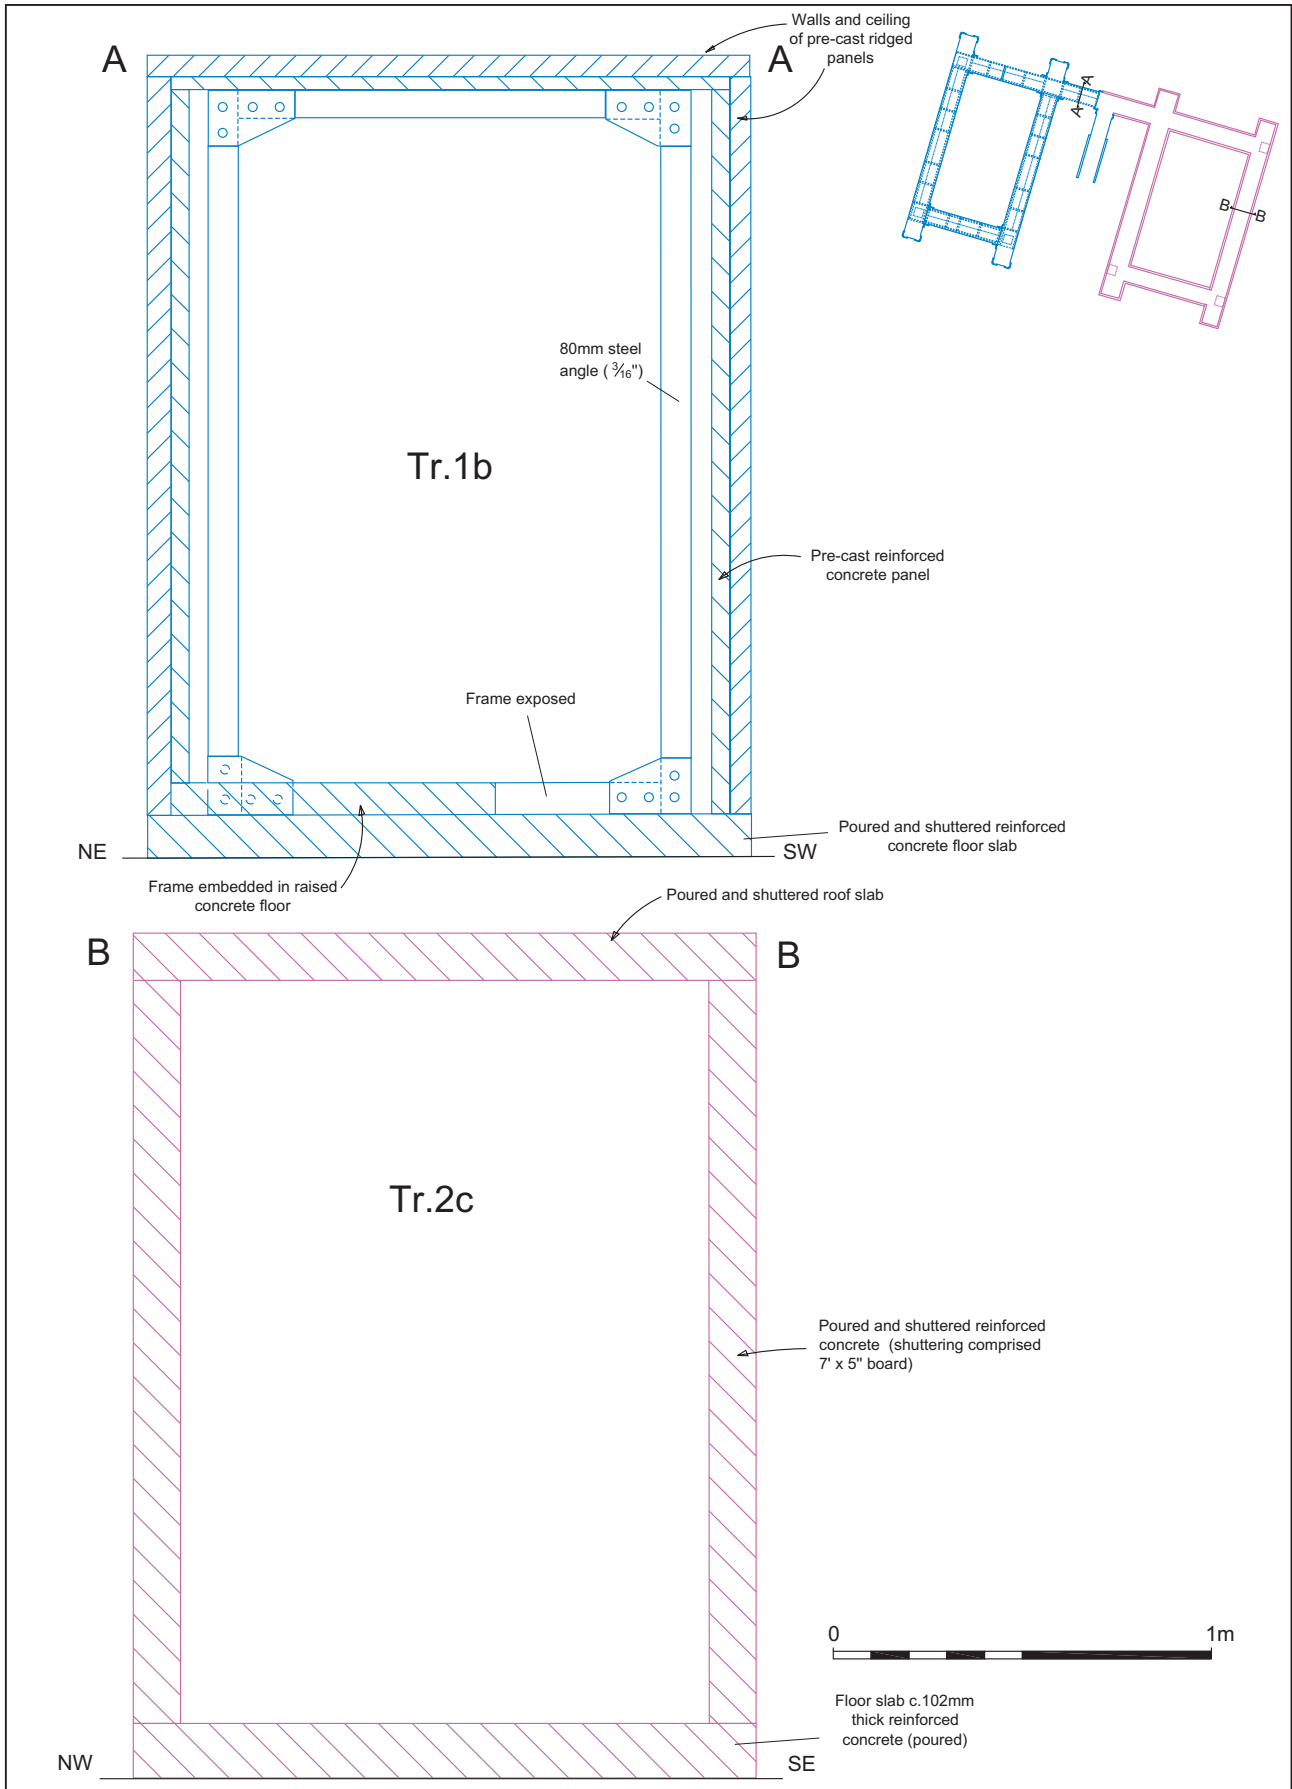 Walls and ceiling
of pre-cast ridged
panels
A
A
A
A
B
B
80mm steel
angle ( 3⁄16")
Tr.1b
Pre-cast reinforced
concrete panel
Frame exposed
Poured and shuttered reinforced
concrete floor slab
NE
SW
Frame embedded in raised
concrete floor
Poured and shuttered roof slab
B
B
Tr.2c
Poured and shuttered reinforced
concrete (shuttering comprised
7' x 5" board)
0
1m
Floor slab c.102mm
thick reinforced
concrete (poured)
NW
SE